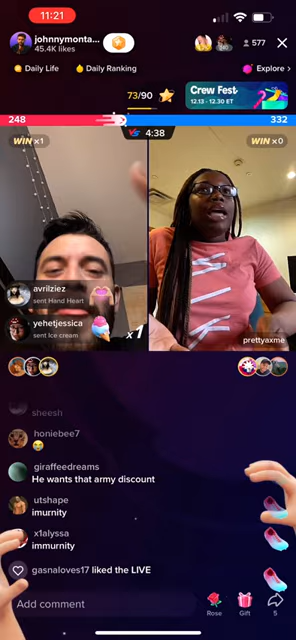 11:21
johnnymonta...
45.4K likes
577
Daily Life
Daily Ranking
Explore >
73/90
Crew Fest
12.13 - 12.30 ET
248
332
WIN x1
VS 4:38
WIN x0
avrilziez
sent Hand Heart
yehetjessica
sent Ice cream
x1
prettyaxme
sheesh
honiebee7
😂
giraffeedreams
He wants that army discount
utshape
imurnity
x1alyssa
immurnity
gasnaloves17 liked the LIVE
Add comment
Rose
Gift
5